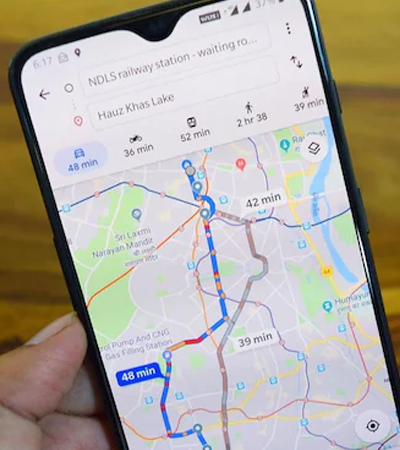 6:17
37%
NDLS railway station - waiting ro...
Hauz Khas Lake
48 min
36 min
52 min
2 hr 38
39 min
42 min
Sri Laxmi
Narayan Mandir
Humayu
rol Pump And CNG
Gas Filling Station
39 min
48 min